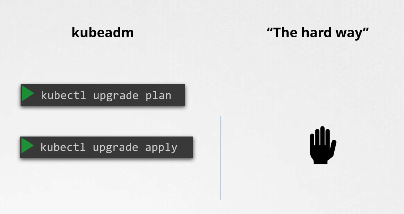 kubeadm
“The hard way”
kubectl upgrade plan
kubectl upgrade apply